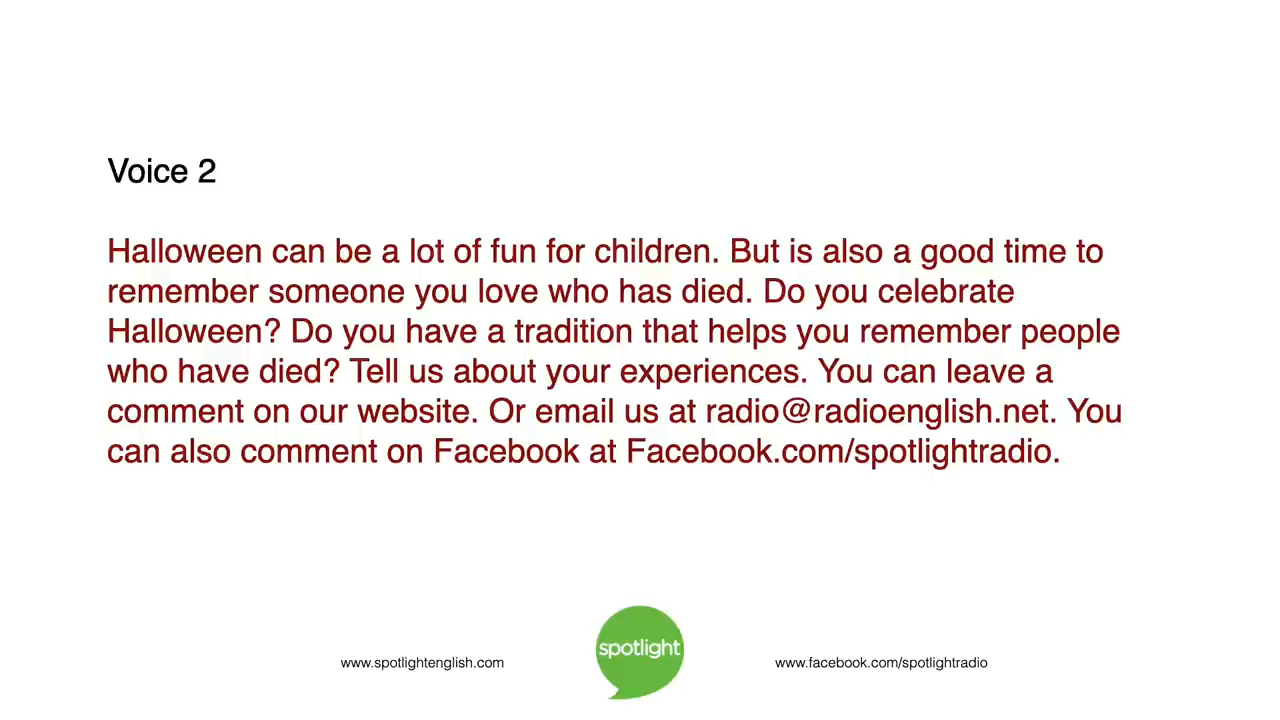 Voice 2
Halloween can be a lot of fun for children. But is also a good time to
remember someone you love who has died. Do you celebrate
Halloween? Do you have a tradition that helps you remember people
who have died? Tell us about your experiences. You can leave a
comment on our website. Or email us at radio@radioenglish.net. You
can also comment on Facebook at Facebook.com/spotlightradio.
www.spotlightenglish.com
spotlight
www.facebook.com/spotlightradio